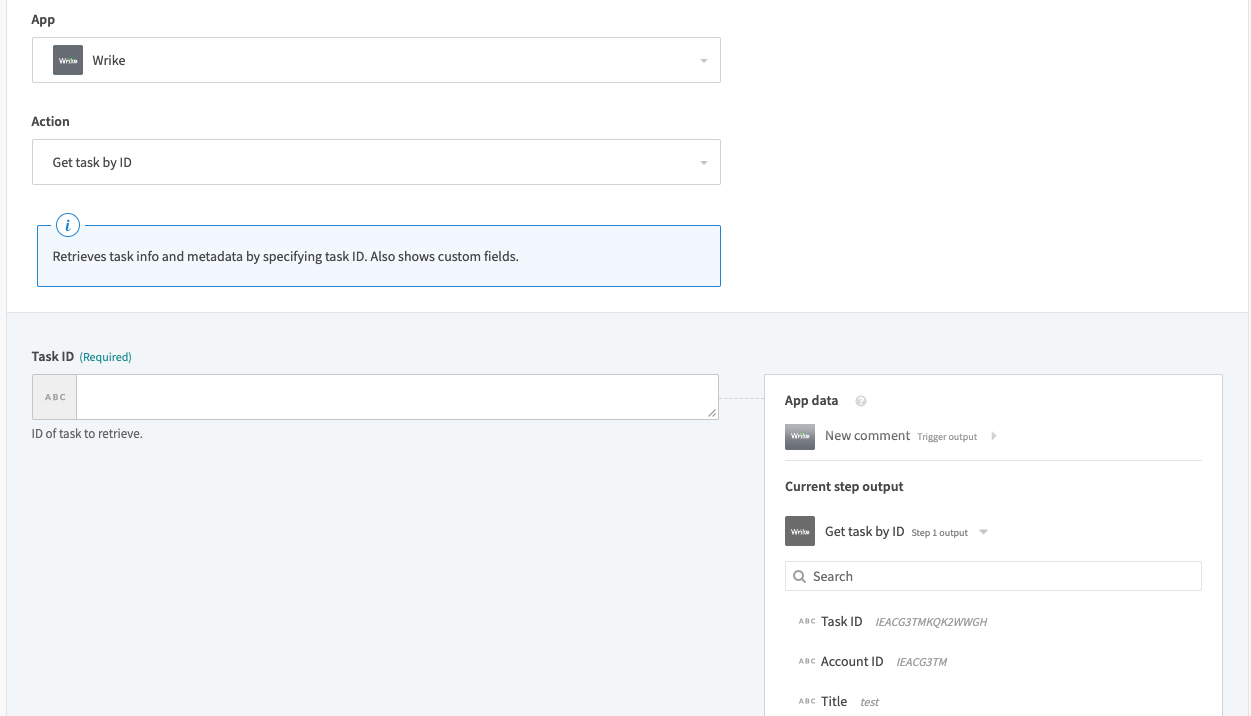 App
Wrike
Wrike
Action
Get task by ID
i
Retrieves task info and metadata by specifying task ID. Also shows custom fields.
Task ID (Required)
ABC
ID of task to retrieve.
App data ?
Wrike New comment Trigger output
Current step output
Wrike Get task by ID Step 1 output
Search
ABC Task ID IEACG3TMKQK2WWGH
ABC Account ID IEACG3TM
ABC Title test